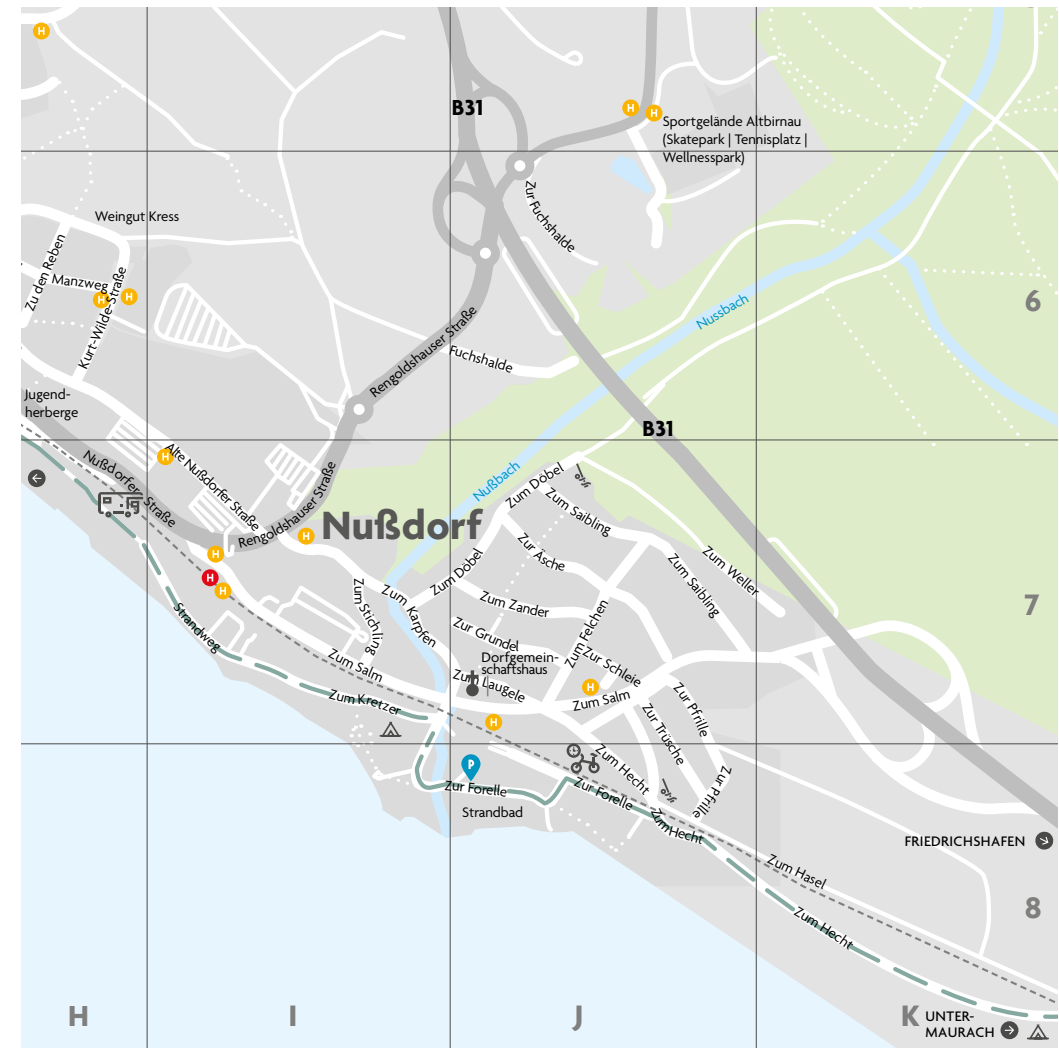 H
B31
H
H
Sportgelände Altbirnau
(Skatepark | Tennisplatz |
Wellnesspark)
Weingut Kress
Zur Fuchshalde
Zu den Reben
Manzweg
H
H
Kurt-Wilde-Straße
6
Nussbach
Rengoldshauser Straße
Fuchshalde
Jugend-
herberge
B31
Alte Nußdorfer Straße
H
Nußdorfer Straße
Rengoldshauser Straße
Nußbach
Zum Döbel
Zum Saibling
H
Nußdorf
H
H
H
Zur Äsche
Zum Döbel
Zum Saibling
Zum Weller
Zum Stichling
Zum Karpfen
Zum Zander
Zum Felchen
7
Strandweg
Zur Grundel
Zur Schleie
Dorfgemein-
schaftshaus
Zum Salm
Zum Laugele
H
Zum Salm
Zum Kretzer
H
Zur Pfrille
Zur Trüsche
P
Zur Forelle
Zur Forelle
Zum Hecht
Zur Pfrille
Strandbad
Zum Hecht
FRIEDRICHSHAFEN
Zum Hasel
8
Zum Hecht
H
I
J
K
UNTER-
MAURACH